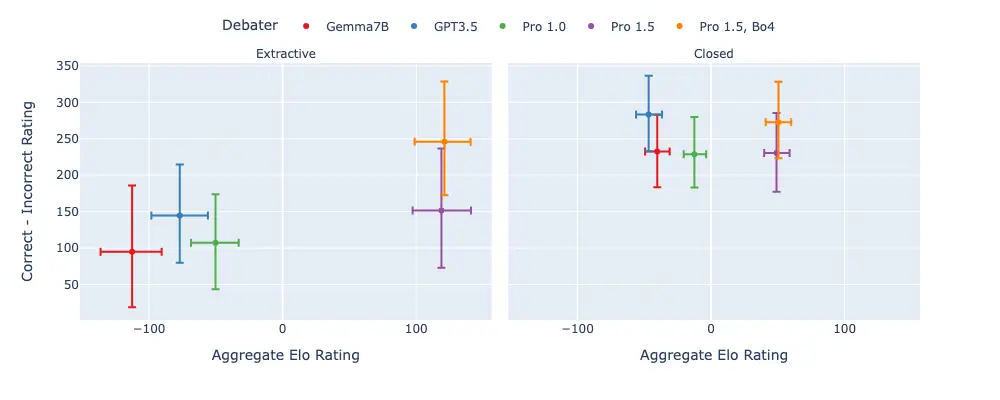 Debater Gemma7B GPT3.5 Pro 1.0 Pro 1.5 Pro 1.5, Bo4
Extractive
Closed
Correct - Incorrect Rating
350
300
250
200
150
100
50
−100 0 100
−100 0 100
Aggregate Elo Rating
Aggregate Elo Rating